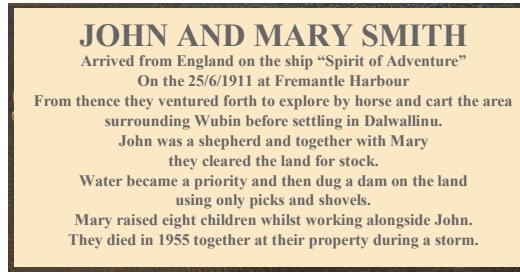 JOHN AND MARY SMITH
Arrived from England on the ship “Spirit of Adventure”
On the 25/6/1911 at Fremantle Harbour
From thence they ventured forth to explore by horse and cart the area
surrounding Wubin before settling in Dalwallinu.
John was a shepherd and together with Mary
they cleared the land for stock.
Water became a priority and then dug a dam on the land
using only picks and shovels.
Mary raised eight children whilst working alongside John.
They died in 1955 together at their property during a storm.